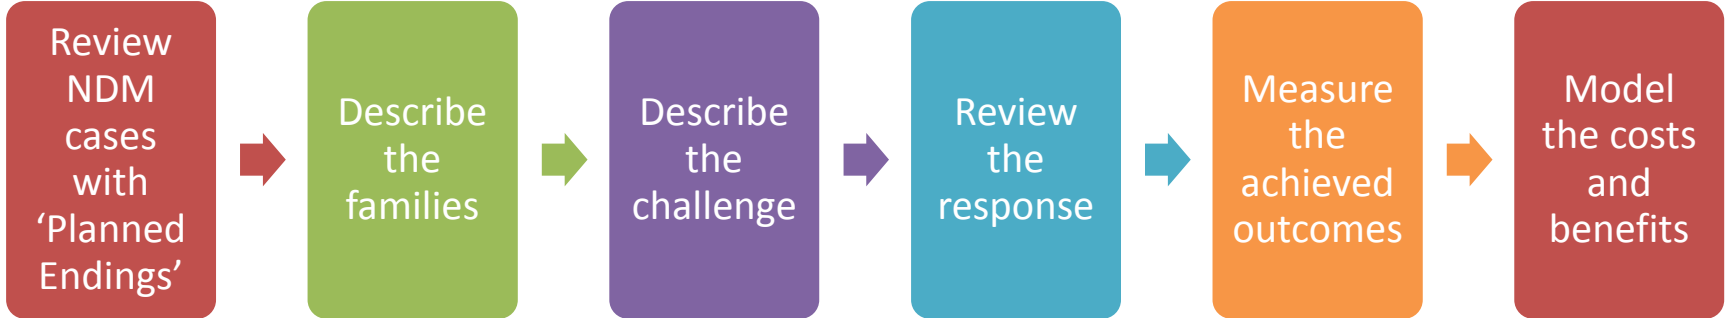 Review
NDM
cases
with
‘Planned
Endings’
Describe
the
families
Describe
the
challenge
Review
the
response
Measure
the
achieved
outcomes
Model
the costs
and
benefits